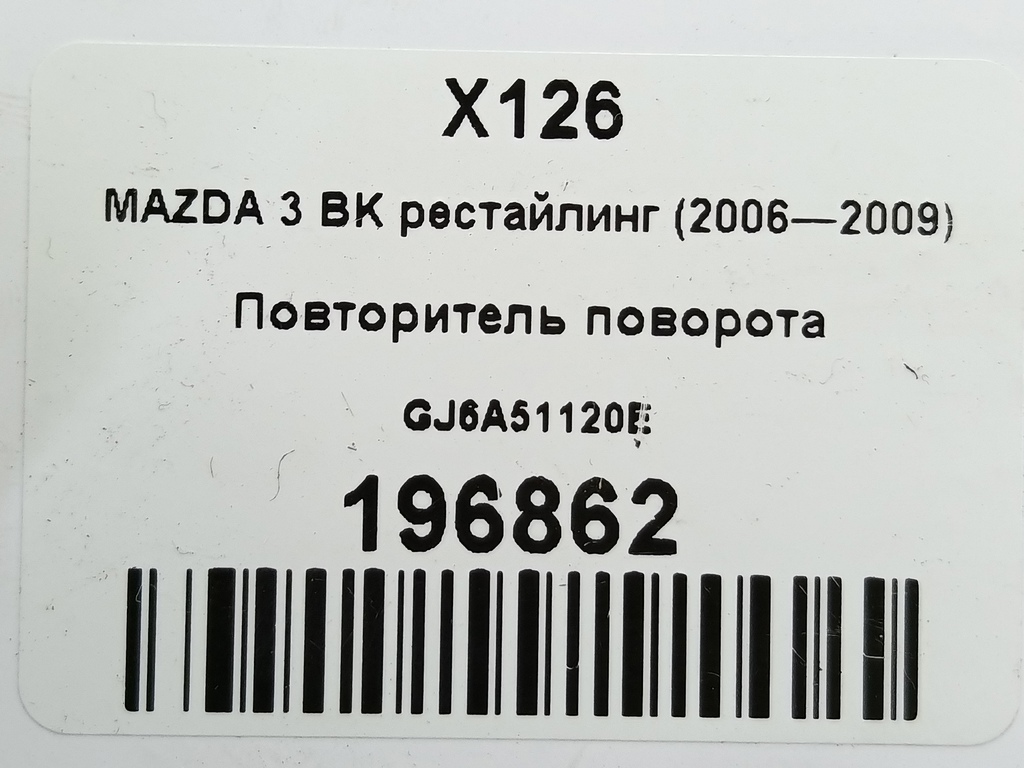 X126
MAZDA 3 BK рестайлинг (2006—2009)
Повторитель поворота
GJ6A51120E
196862